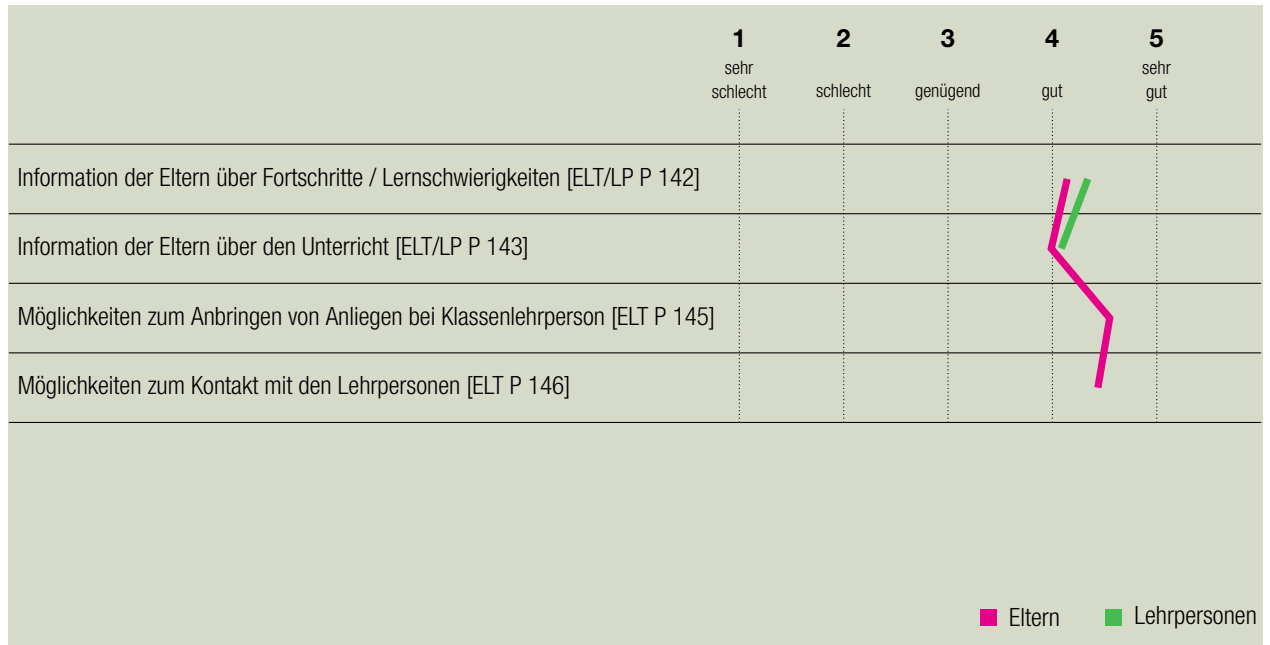 1 2 3 4 5
sehr schlecht schlecht genügend gut sehr gut
Information der Eltern über Fortschritte / Lernschwierigkeiten [ELT/LP P 142]
Information der Eltern über den Unterricht [ELT/LP P 143]
Möglichkeiten zum Anbringen von Anliegen bei Klassenlehrperson [ELT P 145]
Möglichkeiten zum Kontakt mit den Lehrpersonen [ELT P 146]
Eltern Lehrpersonen